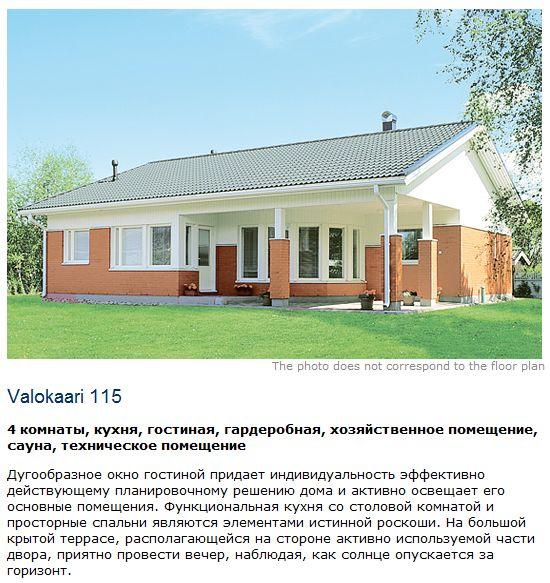 The photo does not correspond to the floor plan
Valokaari 115
4 комнаты, кухня, гостиная, гардеробная, хозяйственное помещение,
сауна, техническое помещение
Дугообразное окно гостиной придает индивидуальность эффективно
действующему планировочному решению дома и активно освещает его
основные помещения. Функциональная кухня со столовой комнатой и
просторные спальни являются элементами истинной роскоши. На большой
крытой террасе, располагающейся на стороне активно используемой части
двора, приятно провести вечер, наблюдая, как солнце опускается за
горизонт.